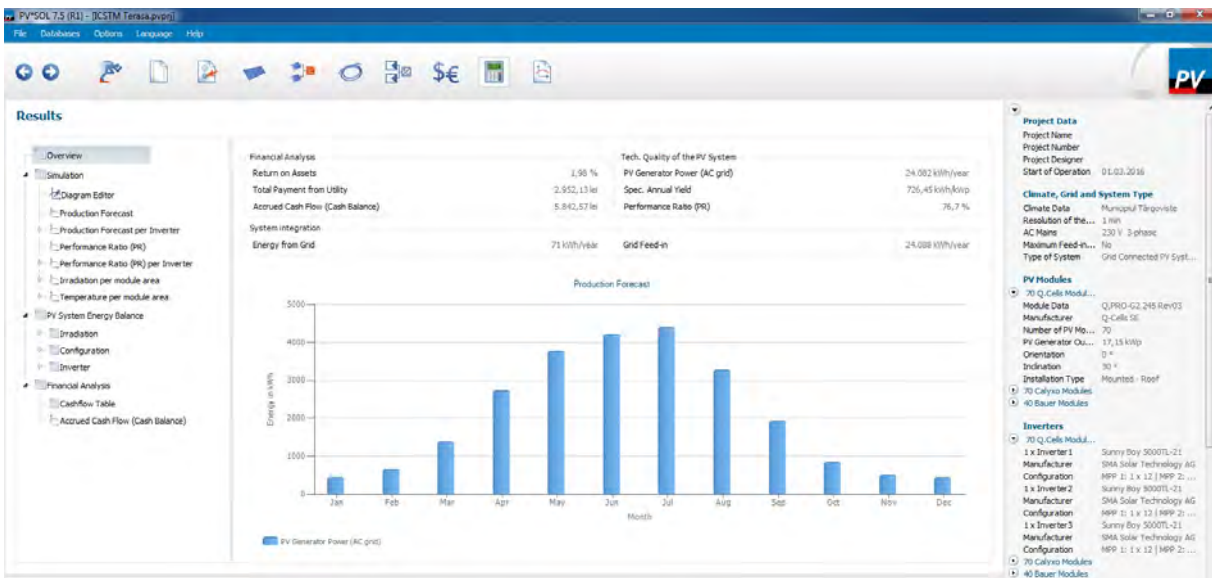 PV*SOL 7.5 (R1) - [ICSTM Terasa.pvprj]
File Databases Options Language Help
$€
PV
Results
Overview
Simulation
Diagram Editor
Production Forecast
Production Forecast per Inverter
Performance Ratio (PR)
Performance Ratio (PR) per Inverter
Irradiation per module area
Temperature per module area
PV System Energy Balance
Irradiation
Configuration
Inverter
Financial Analysis
Cashflow Table
Accrued Cash Flow (Cash Balance)
Financial Analysis
Return on Assets 1,98 %
Total Payment from Utility 2.952,13 lei
Accrued Cash Flow (Cash Balance) 5.842,57 lei
System integration
Energy from Grid 71 kWh/year
Tech. Quality of the PV System
PV Generator Power (AC grid) 24.082 kWh/year
Spec. Annual Yield 726,45 kWh/kWp
Performance Ratio (PR) 76,7 %
Grid Feed-in 24.088 kWh/year
Production Forecast
Energy in kWh
5000
4000
3000
2000
1000
0
Jan Feb Mar Apr May Jun Jul Aug Sep Oct Nov Dec
Month
PV Generator Power (AC grid)
Project Data
Project Name
Project Number
Project Designer
Start of Operation 01.03.2016
Climate, Grid and System Type
Climate Data Municipiul Târgoviste
Resolution of the... 1 min
AC Mains 230 V 3-phase
Maximum Feed-in... No
Type of System Grid Connected PV Syst...
PV Modules
70 Q.Cells Modul...
Module Data Q.PRO-G2 245 Rev03
Manufacturer Q-Cells SE
Number of PV Mo... 70
PV Generator Ou... 17,15 kWp
Orientation 0 °
Inclination 30 °
Installation Type Mounted - Roof
70 Calyxo Modules
40 Bauer Modules
Inverters
70 Q.Cells Modul...
1 x Inverter1 Sunny Boy 5000TL-21
Manufacturer SMA Solar Technology AG
Configuration MPP 1: 1 x 12 | MPP 2: ...
1 x Inverter2 Sunny Boy 5000TL-21
Manufacturer SMA Solar Technology AG
Configuration MPP 1: 1 x 12 | MPP 2: ...
1 x Inverter3 Sunny Boy 5000TL-21
Manufacturer SMA Solar Technology AG
Configuration MPP 1: 1 x 12 | MPP 2: ...
70 Calyxo Modules
40 Bauer Modules